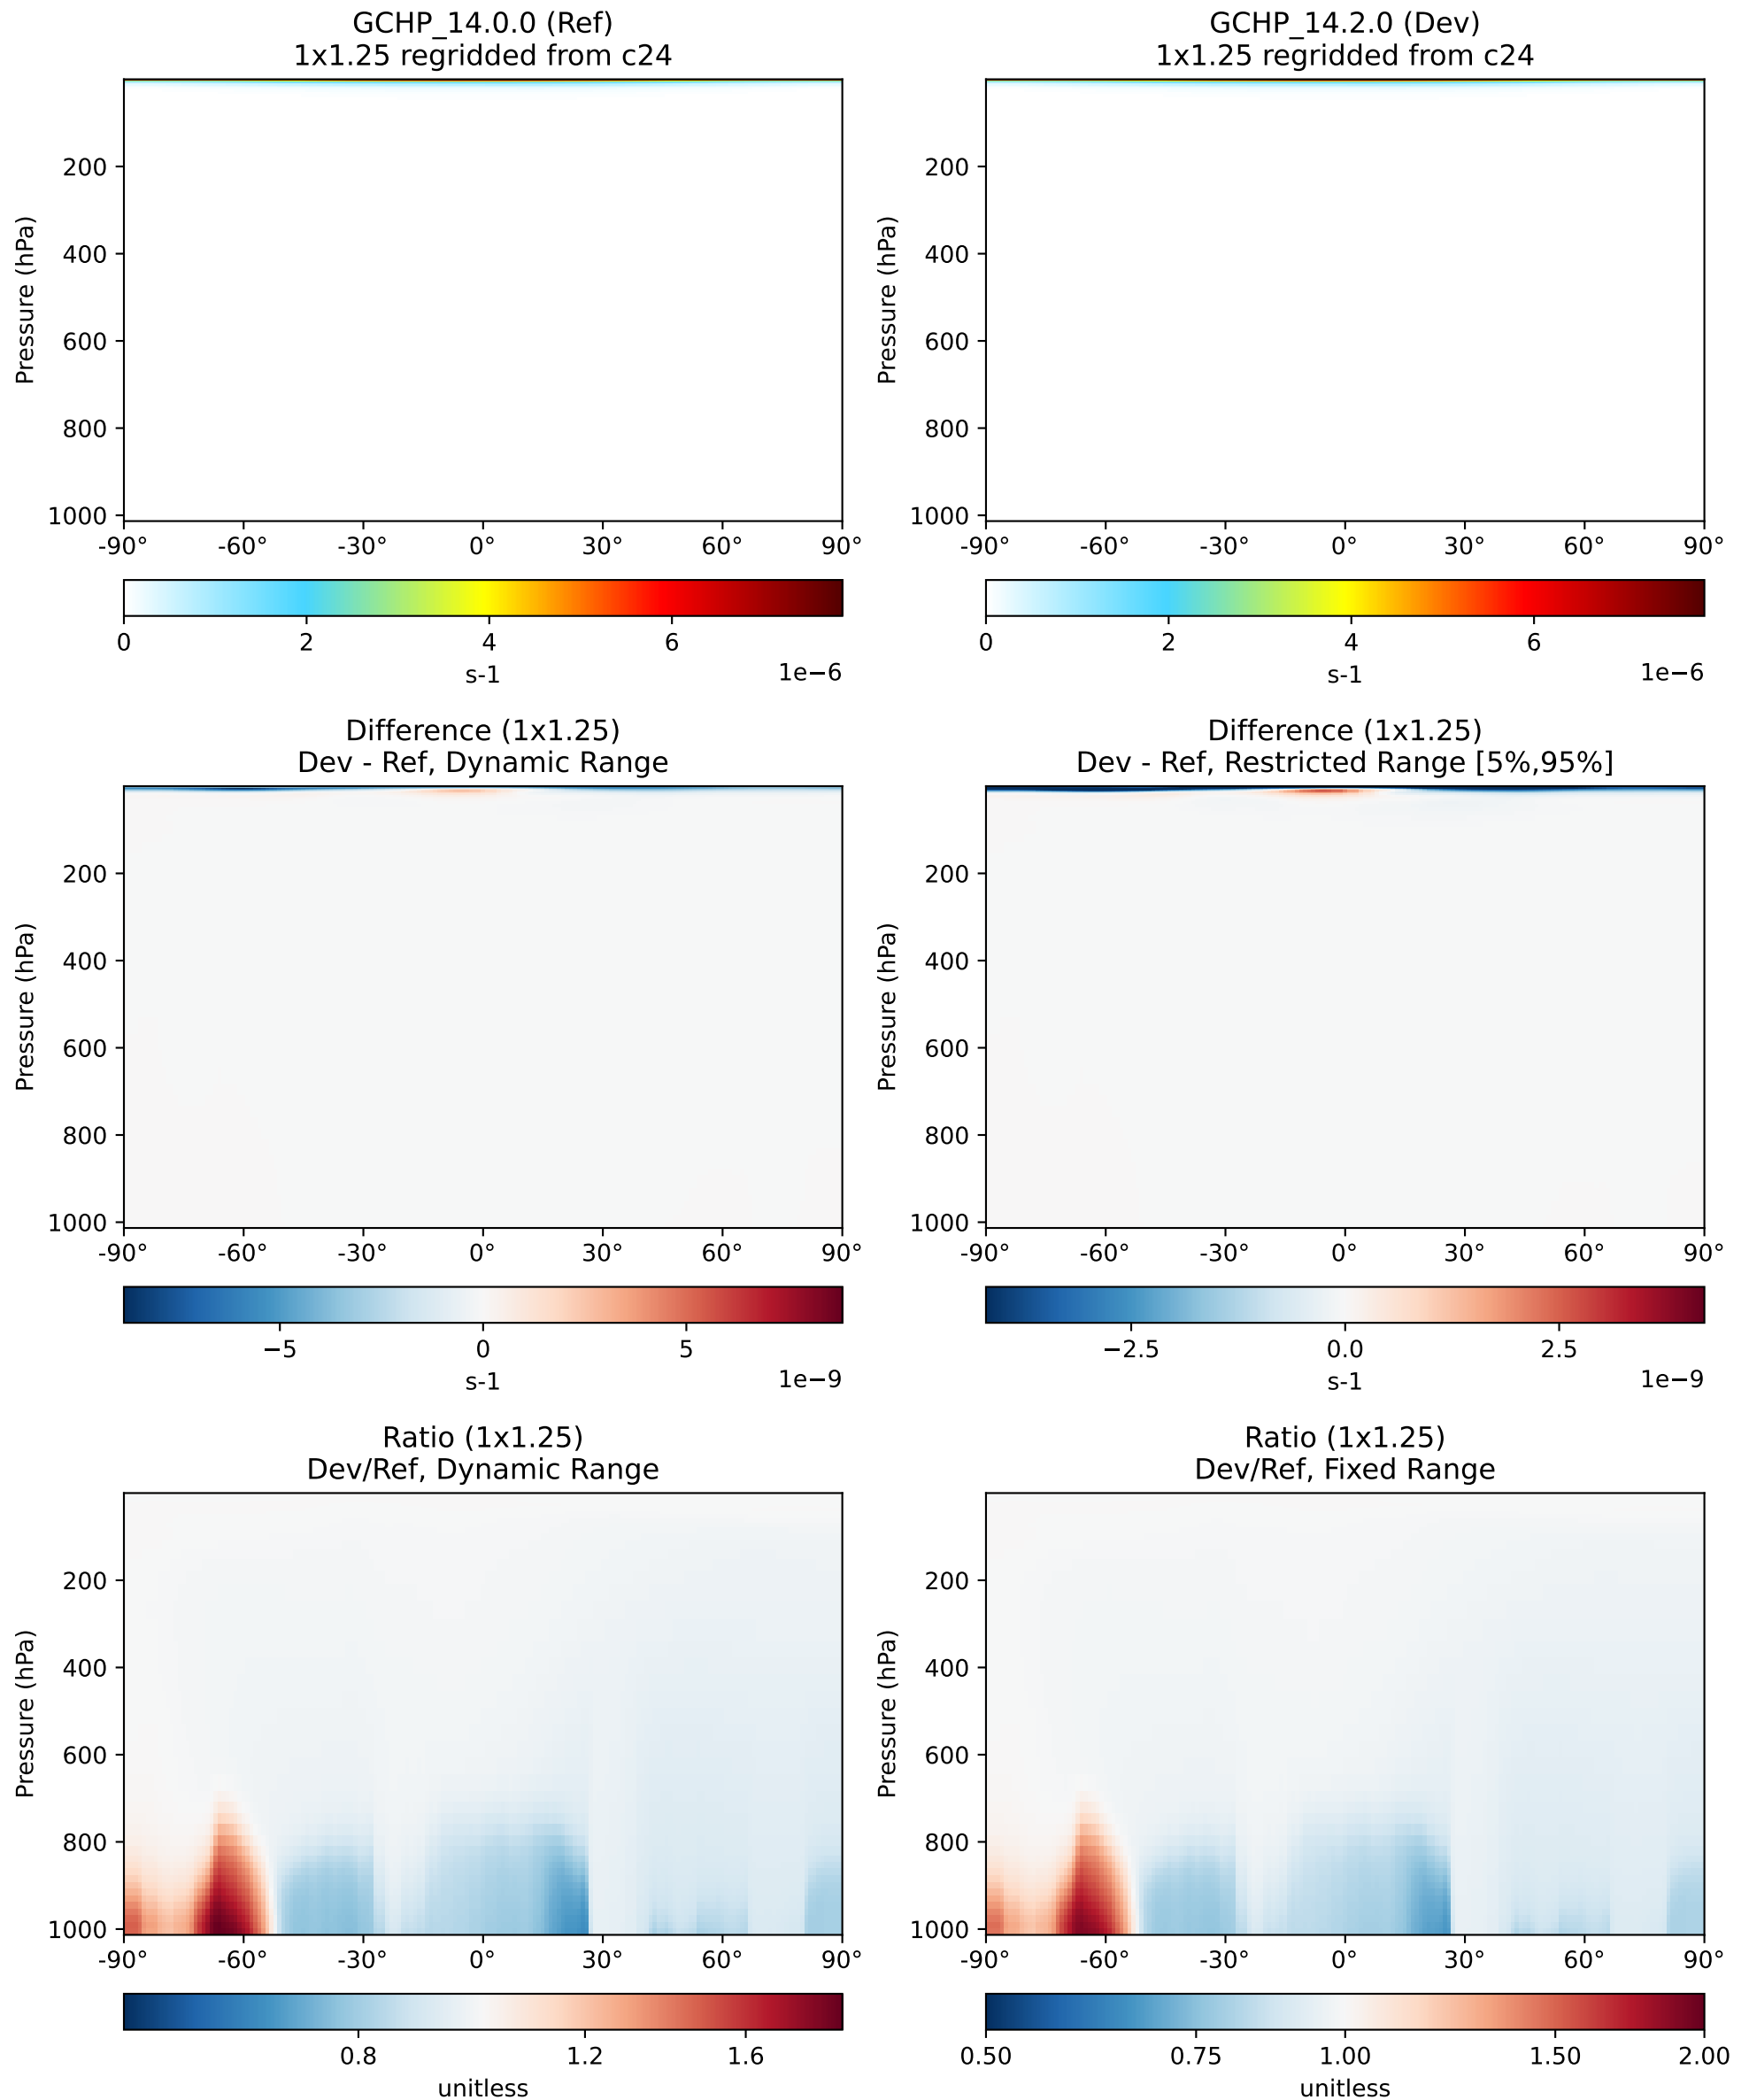 GCHP_14.0.0 (Ref)
1x1.25 regridded from c24
Pressure (hPa)
200
400
600
800
1000
-90° -60° -30° 0° 30° 60° 90°
0 2 4 6
s-1
1e−6
GCHP_14.2.0 (Dev)
1x1.25 regridded from c24
Pressure (hPa)
200
400
600
800
1000
-90° -60° -30° 0° 30° 60° 90°
0 2 4 6
s-1
1e−6
Difference (1x1.25)
Dev - Ref, Dynamic Range
Pressure (hPa)
200
400
600
800
1000
-90° -60° -30° 0° 30° 60° 90°
−5 0 5
s-1
1e−9
Difference (1x1.25)
Dev - Ref, Restricted Range [5%,95%]
Pressure (hPa)
200
400
600
800
1000
-90° -60° -30° 0° 30° 60° 90°
−2.5 0.0 2.5
s-1
1e−9
Ratio (1x1.25)
Dev/Ref, Dynamic Range
Pressure (hPa)
200
400
600
800
1000
-90° -60° -30° 0° 30° 60° 90°
0.8 1.2 1.6
unitless
Ratio (1x1.25)
Dev/Ref, Fixed Range
Pressure (hPa)
200
400
600
800
1000
-90° -60° -30° 0° 30° 60° 90°
0.50 0.75 1.00 1.50 2.00
unitless